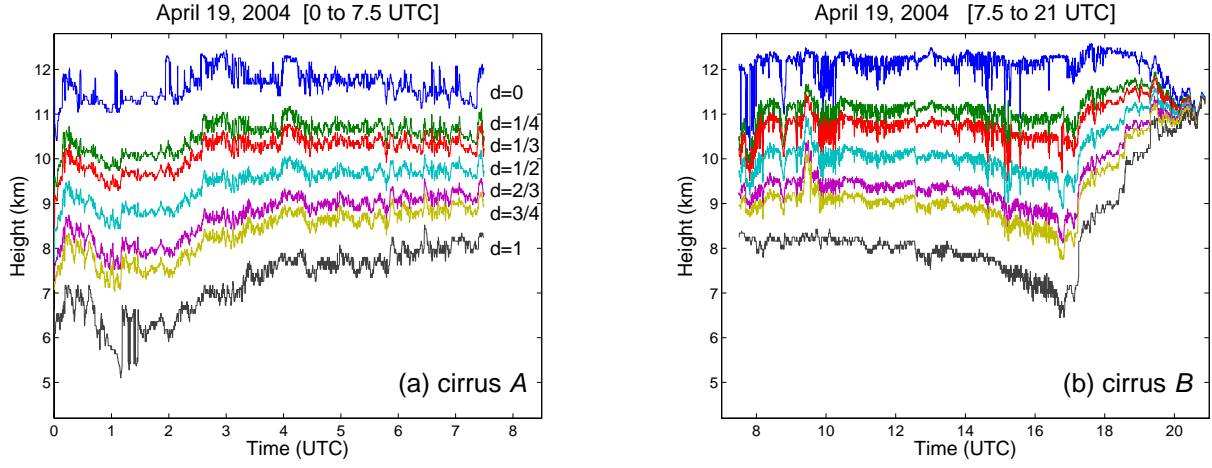 April 19, 2004 [0 to 7.5 UTC]
12
11
10
9
8
7
6
5
Height (km)
d=0
d=1/4
d=1/3
d=1/2
d=2/3
d=3/4
d=1
(a) cirrus A
0 1 2 3 4 5 6 7 8
Time (UTC)
April 19, 2004 [7.5 to 21 UTC]
12
11
10
9
8
7
6
5
Height (km)
(b) cirrus B
8 10 12 14 16 18 20
Time (UTC)